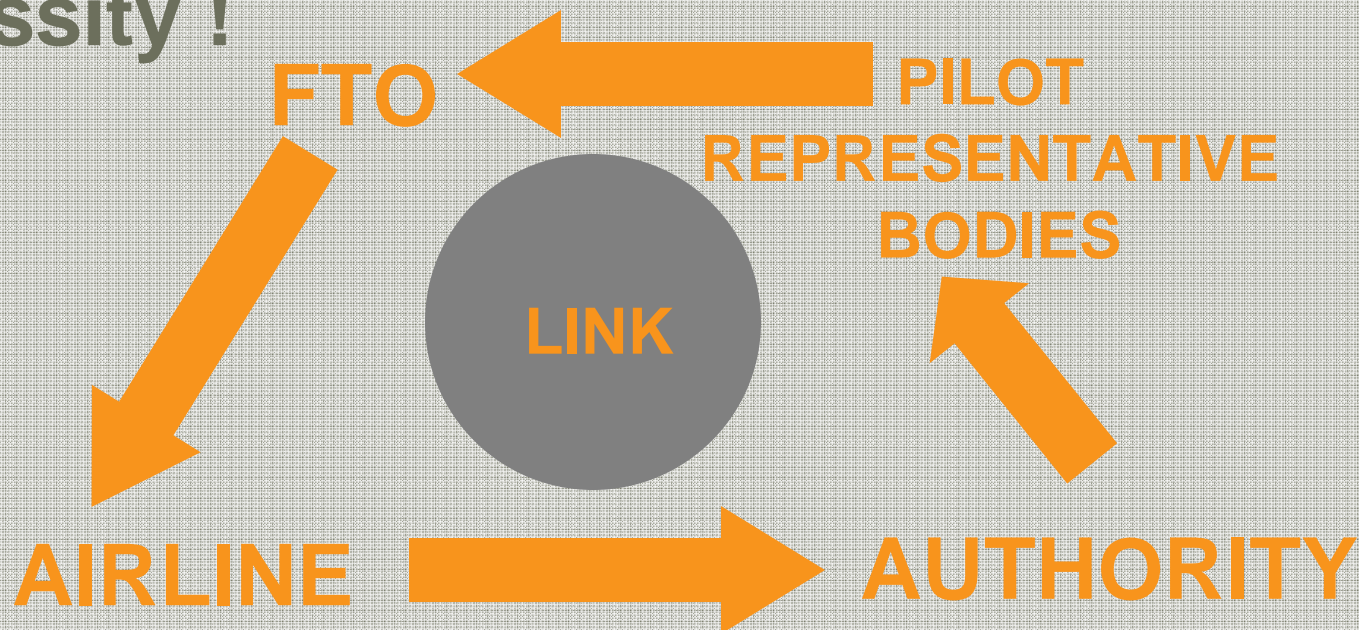 ssity !
FTO
PILOT
REPRESENTATIVE
BODIES
LINK
AIRLINE
AUTHORITY